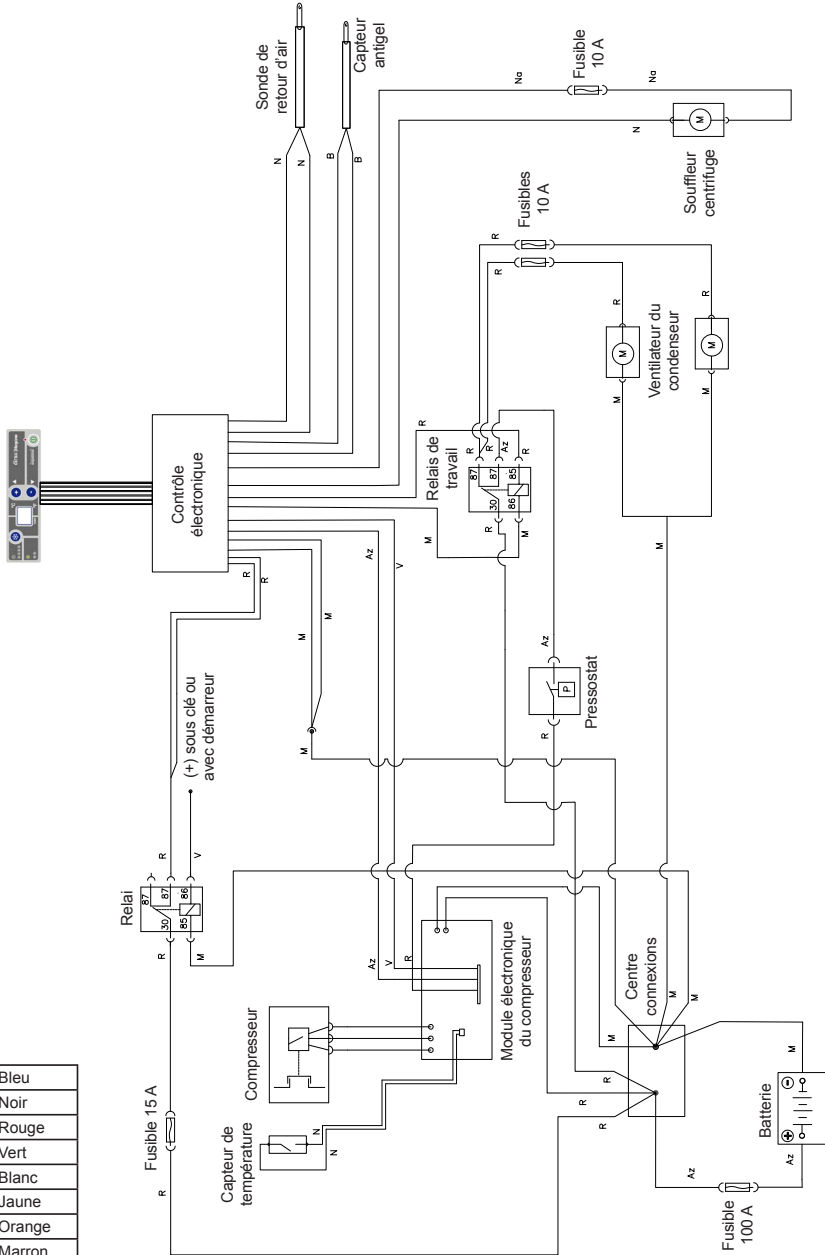 Sonde de
retour d'air
Capteur
antigel
N
N
B
B
Na
Fusible
10 A
Na
N
M
Souffleur
centrifuge
Contrôle
électronique
R
R
Az
V
M
M
M
M
R
Relais de
travail
87
87
30
85
86
R
R
Az
R
R
M
Fusibles
10 A
R
R
R
R
M
M
Ventilateur du
condenseur
M
M
M
(+) sous clé ou
avec démarreur
R
V
Relai
87
87
30
86
85
R
M
Az
P
Pressostat
R
Az
V
R
Compresseur
Module électronique
du compresseur
Capteur de
température
N
N
Fusible 15 A
R
Centre
connexions
M
M
M
R
R
R
M
Batterie
Az
Az
Fusible
100 A
Bleu
Noir
Rouge
Vert
Blanc
Jaune
Orange
Marron